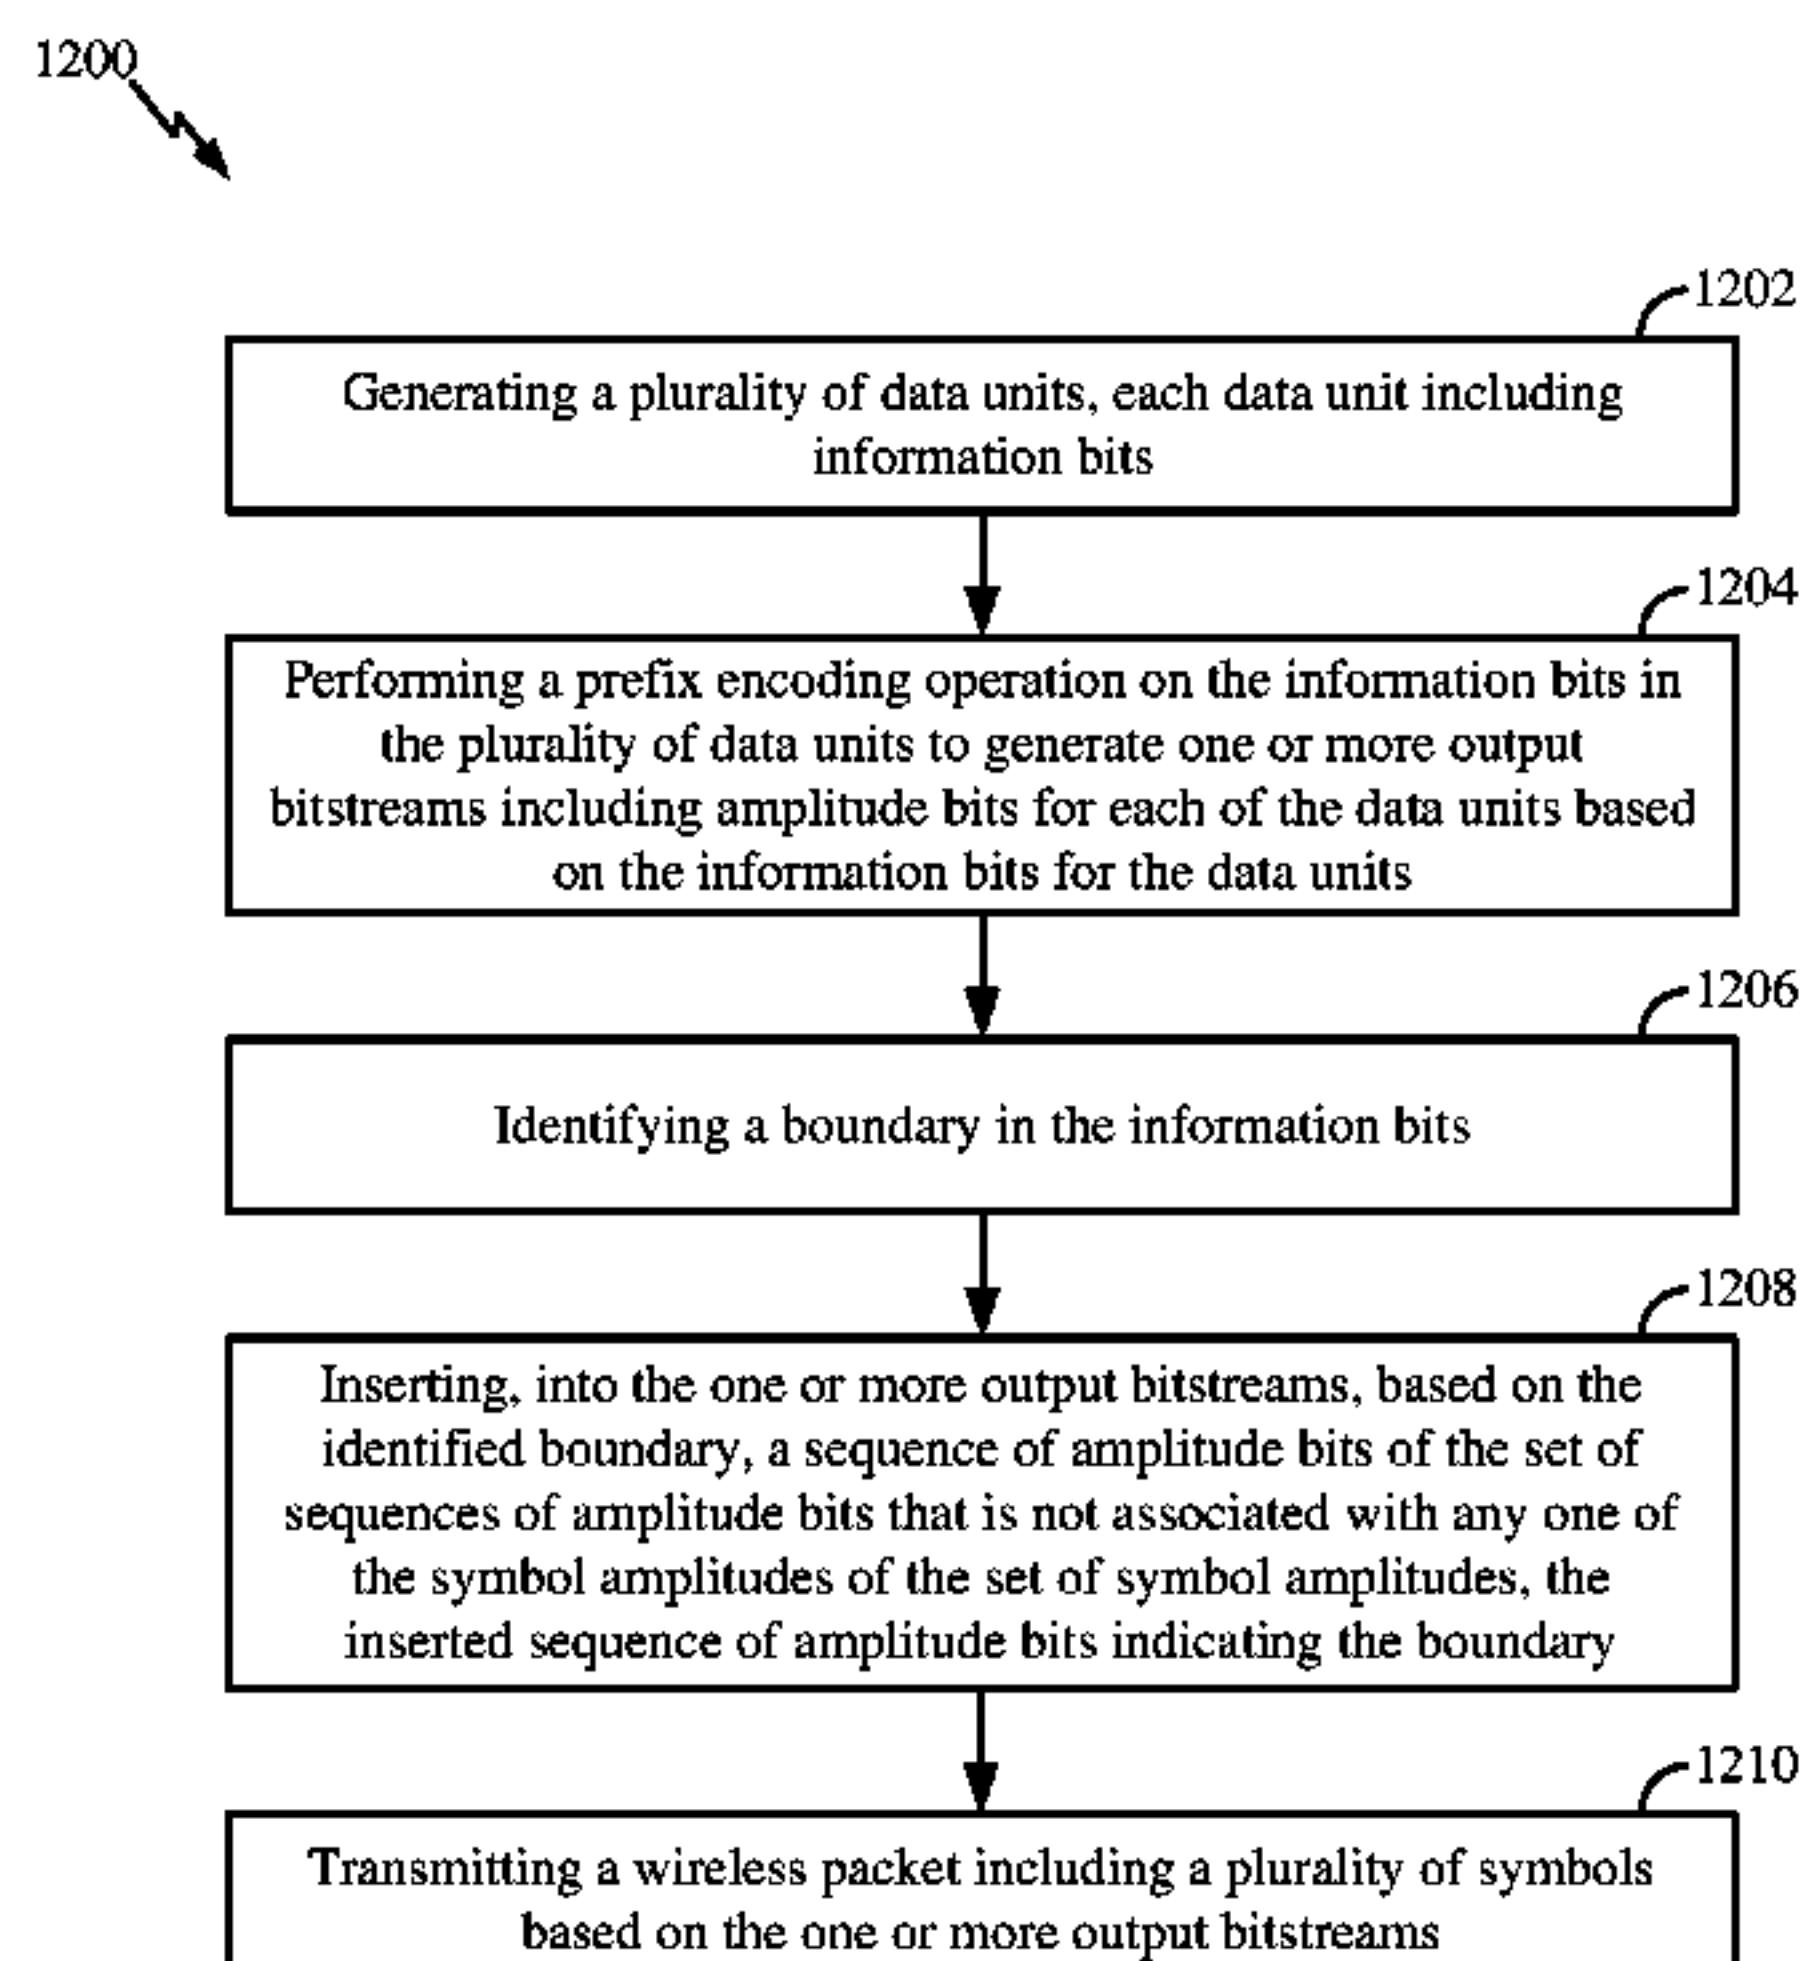 1200
1202
Generating a plurality of data units, each data unit including
information bits
1204
Performing a prefix encoding operation on the information bits in
the plurality of data units to generate one or more output
bitstreams including amplitude bits for each of the data units based
on the information bits for the data units
1206
Identifying a boundary in the information bits
1208
Inserting, into the one or more output bitstreams, based on the
identified boundary, a sequence of amplitude bits of the set of
sequences of amplitude bits that is not associated with any one of
the symbol amplitudes of the set of symbol amplitudes, the
inserted sequence of amplitude bits indicating the boundary
1210
Transmitting a wireless packet including a plurality of symbols
based on the one or more output bitstreams